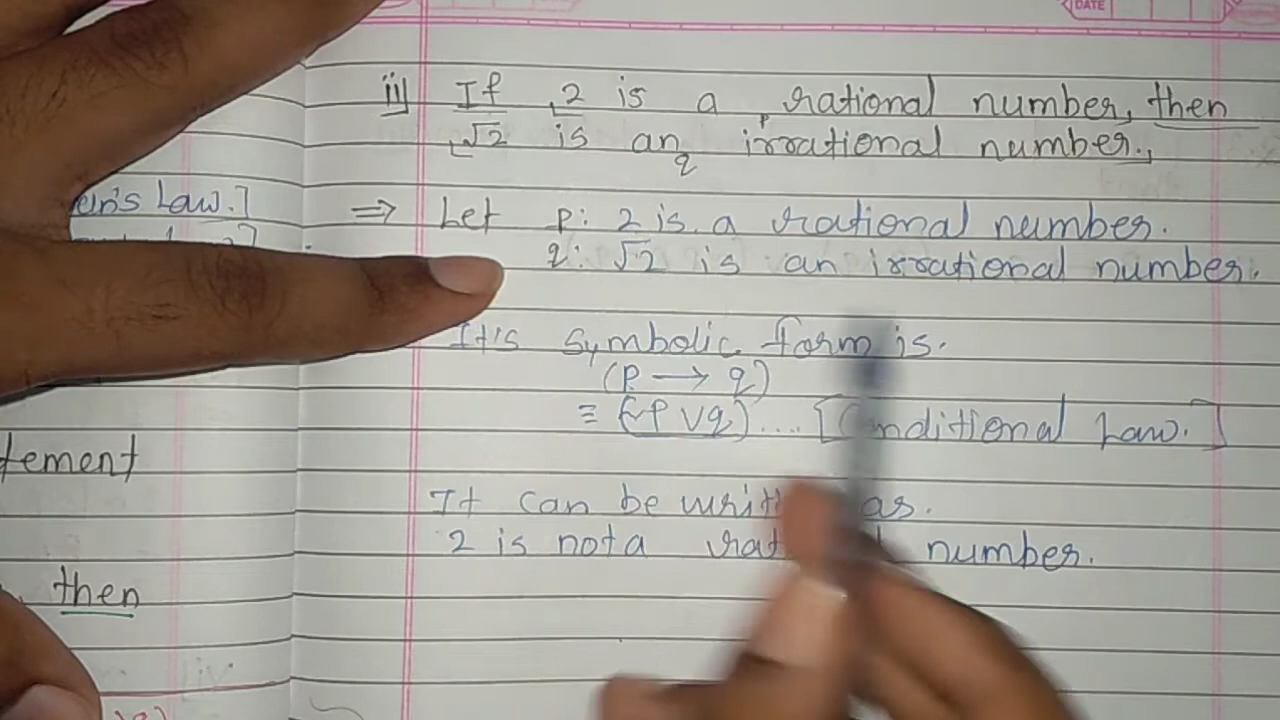 DATE
ii) If 2 is a rational number, then
p
√2 is an irrational number.,
q
Law.]
⇒ Let p: 2 is a rational number.
q: √2 is an irrational number.
It's symbolic form is.
(p → q)
≡ (~p ∨ q) .... [Conditional Law.]
tement
It can be as.
2 is not a number.
then